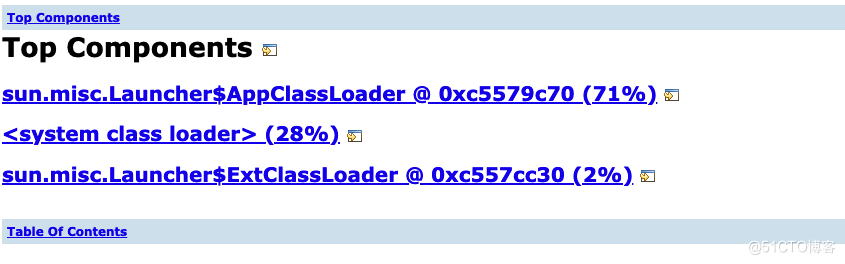 Top Components
Top Components
sun.misc.Launcher$AppClassLoader @ 0xc5579c70 (71%)
<system class loader> (28%)
sun.misc.Launcher$ExtClassLoader @ 0xc557cc30 (2%)
Table Of Contents
@51CTO博客